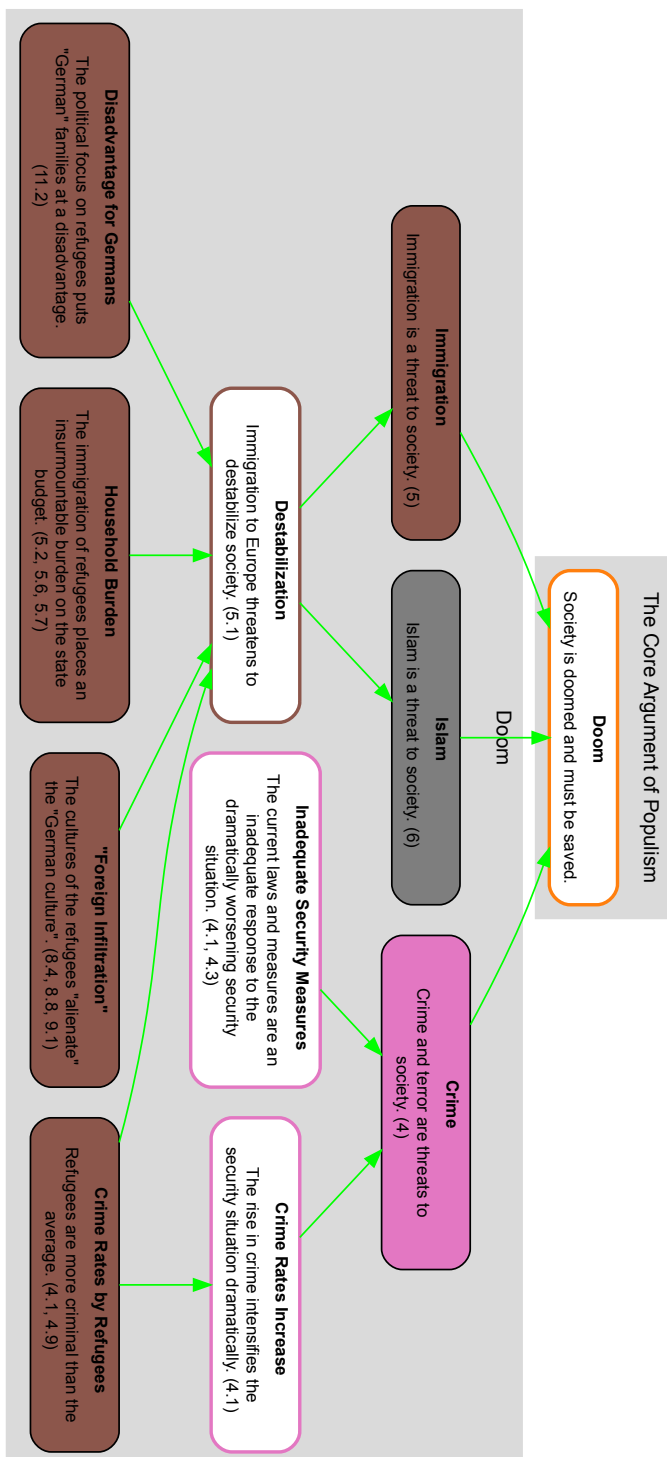 The Core Argument of Populism
Doom
Society is doomed and must be saved.
Doom
Immigration
Immigration is a threat to society. (5)
Islam
Islam is a threat to society. (6)
Crime
Crime and terror are threats to
society. (4)
Destabilization
Immigration to Europe threatens to
destabilize society. (5.1)
Inadequate Security Measures
The current laws and measures are an
inadequate response to the
dramatically worsening security
situation. (4.1, 4.3)
Crime Rates Increase
The rise in crime intensifies the
security situation dramatically. (4.1)
Disadvantage for Germans
The political focus on refugees puts
"German" families at a disadvantage.
(11.2)
Household Burden
The immigration of refugees places an
insurmountable burden on the state
budget. (5.2, 5.6, 5.7)
"Foreign Infiltration"
The cultures of the refugees "alienate"
the "German culture". (8.4, 8.8, 9.1)
Crime Rates by Refugees
Refugees are more criminal than the
average. (4.1, 4.9)